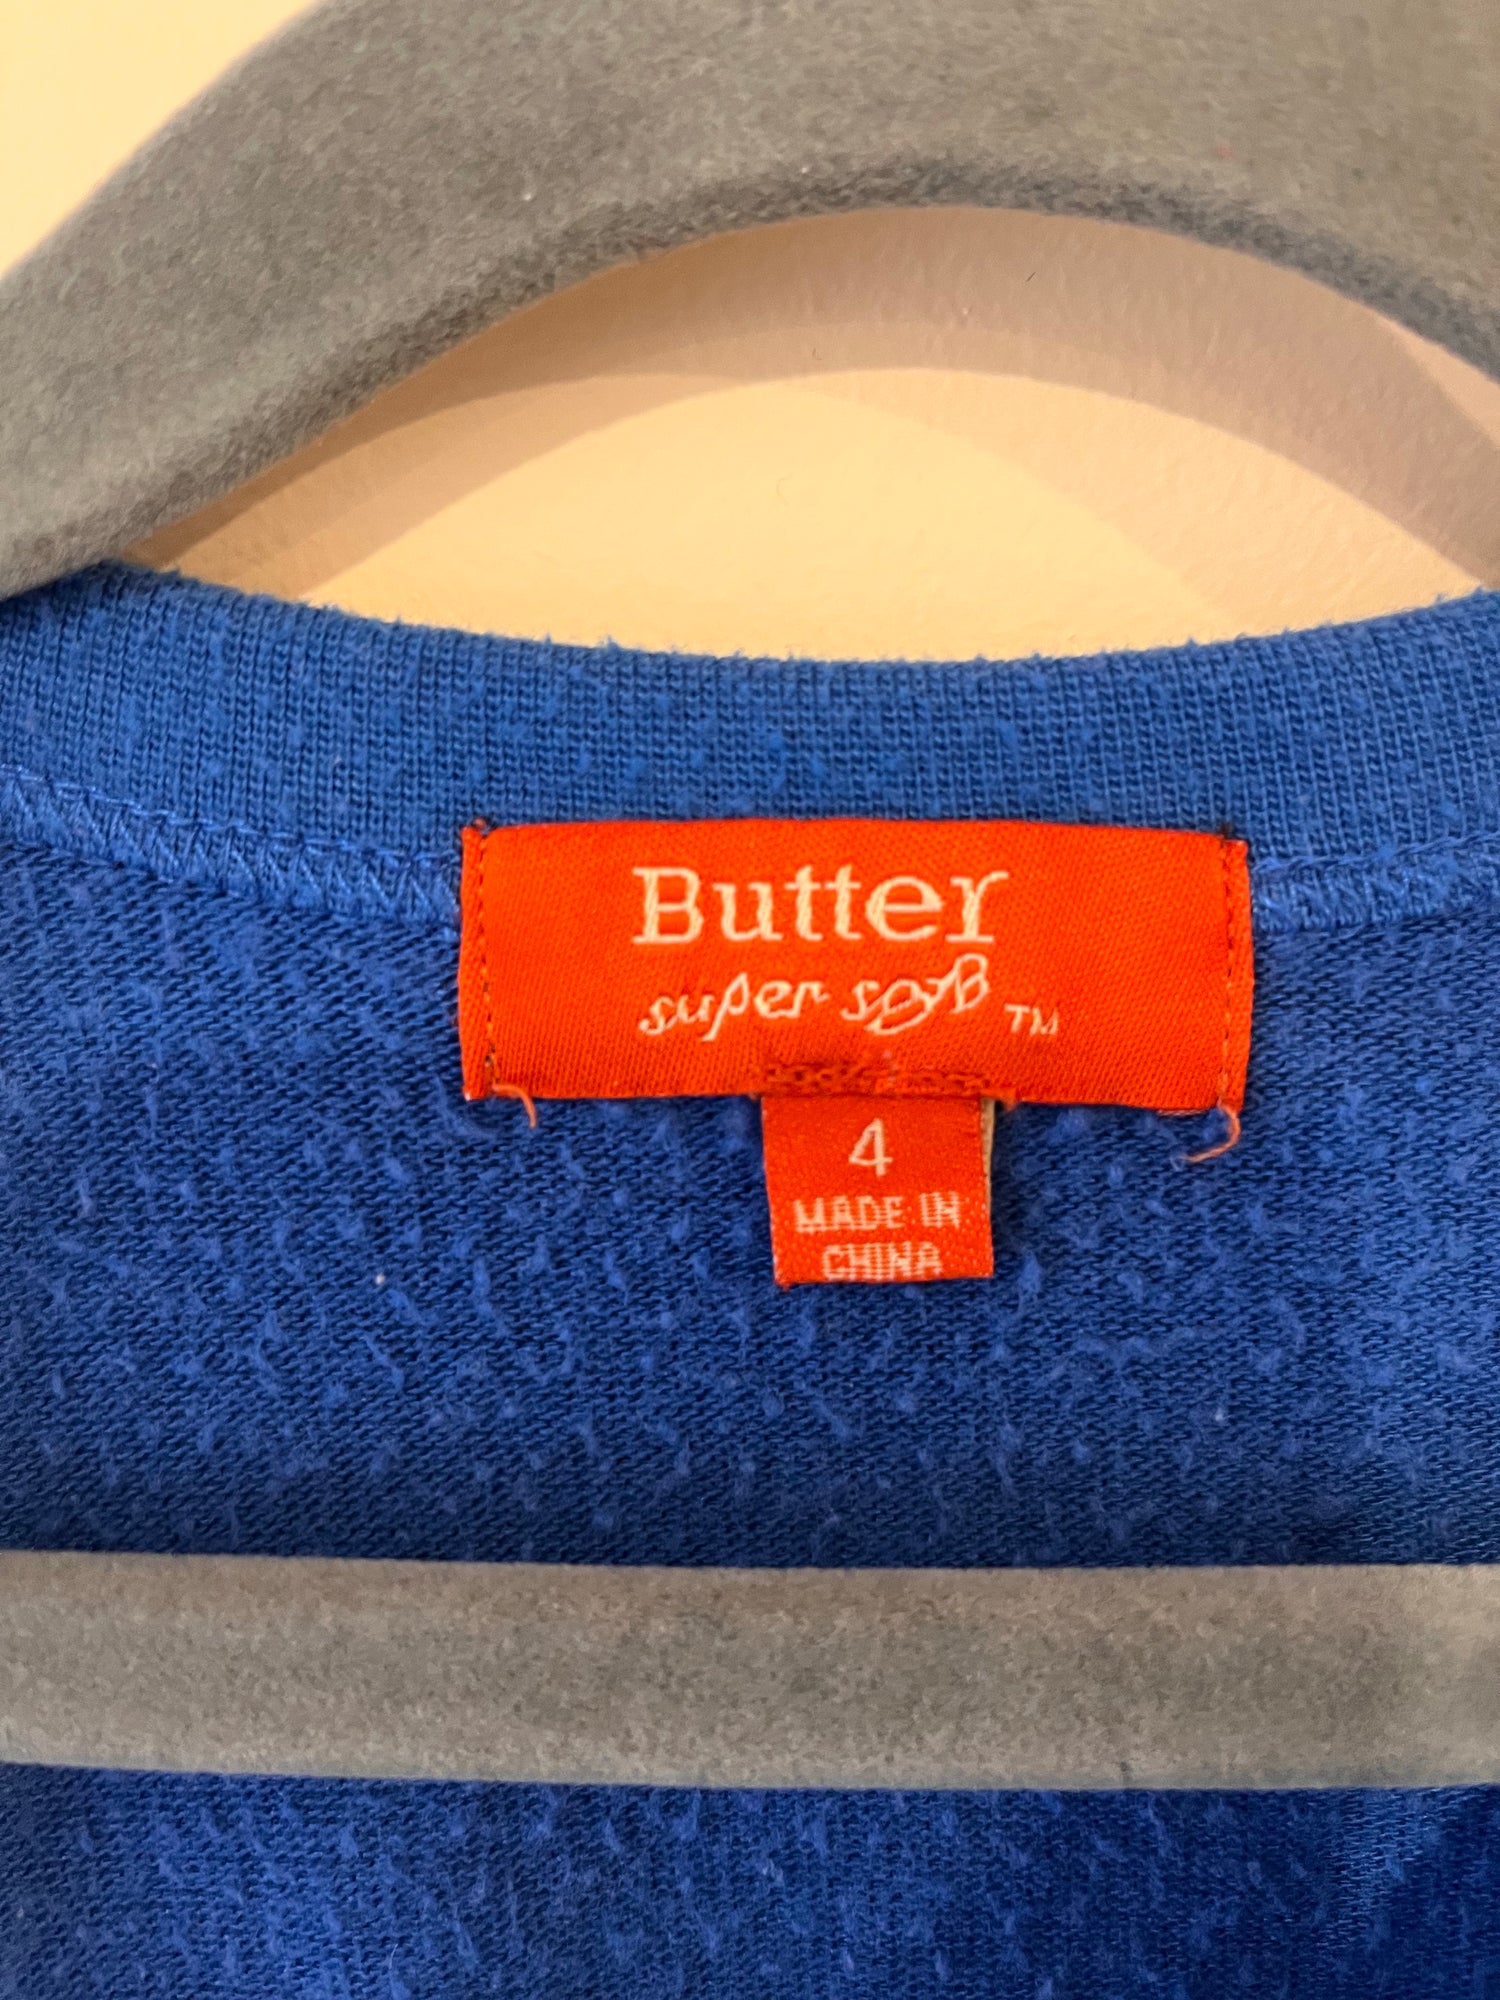 Butter
super soft ™
4
MADE IN
CHINA